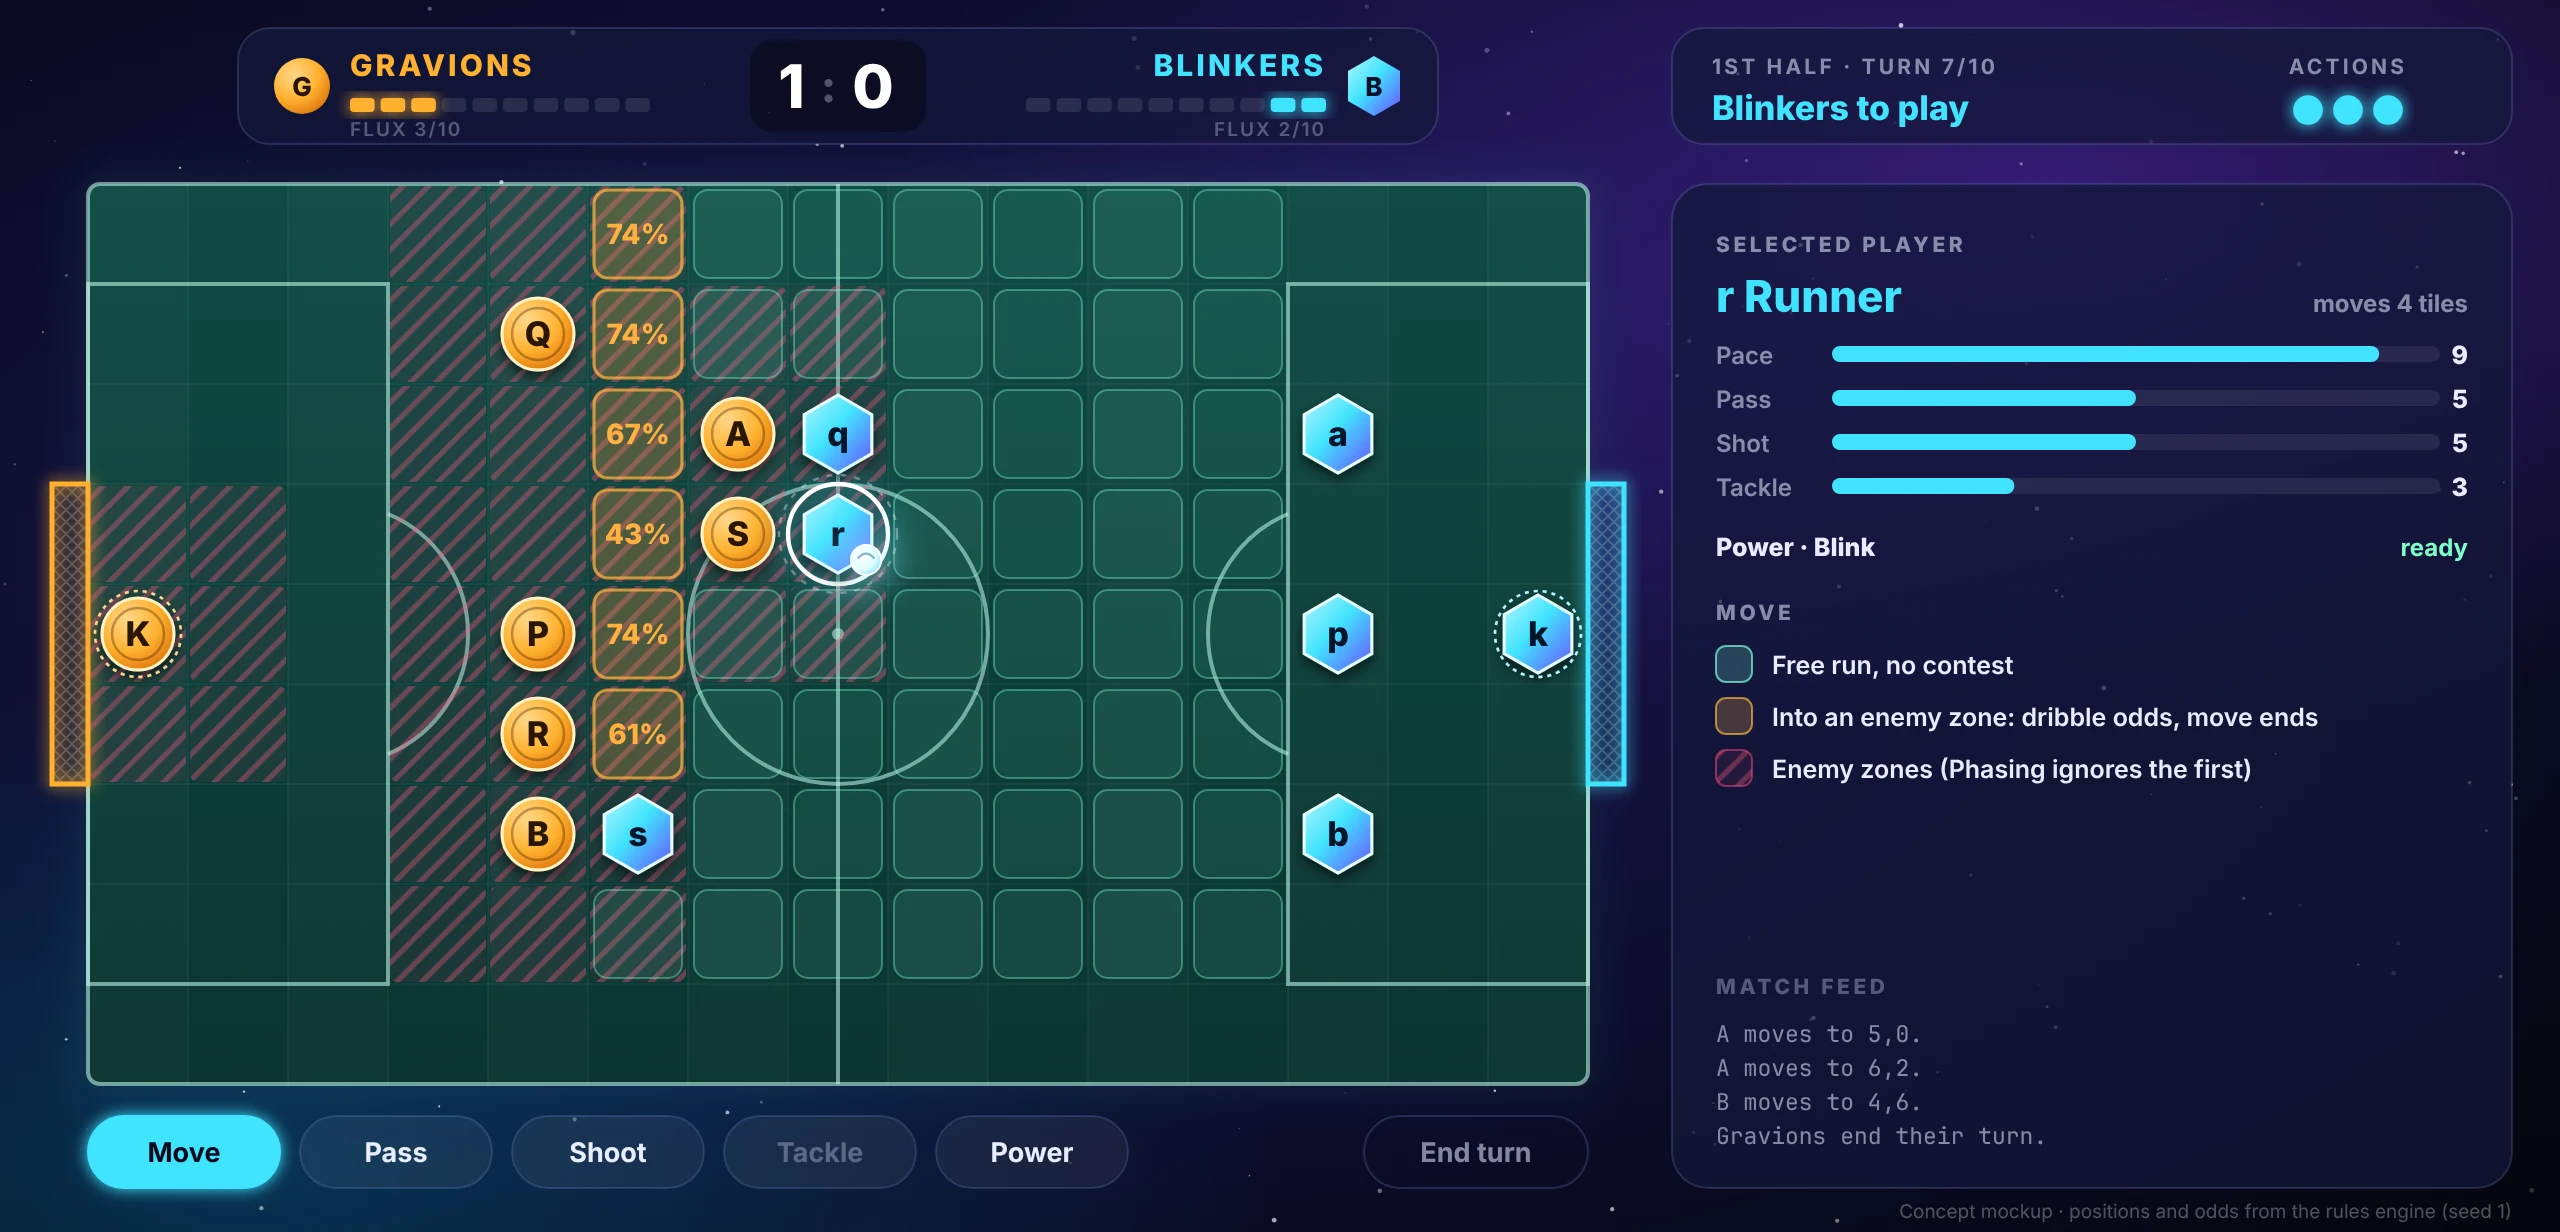 G
GRAVIONS
FLUX 3/10
1 : 0
BLINKERS
FLUX 2/10
B
1ST HALF · TURN 7/10
Blinkers to play
ACTIONS
74%
Q
74%
67%
A
q
a
43%
S
r
K
P
74%
p
k
R
61%
B
s
b
Move
Pass
Shoot
Tackle
Power
End turn
SELECTED PLAYER
r Runner
moves 4 tiles
Pace
9
Pass
5
Shot
5
Tackle
3
Power · Blink
ready
MOVE
Free run, no contest
Into an enemy zone: dribble odds, move ends
Enemy zones (Phasing ignores the first)
MATCH FEED
A moves to 5,0.
A moves to 6,2.
B moves to 4,6.
Gravions end their turn.
Concept mockup · positions and odds from the rules engine (seed 1)